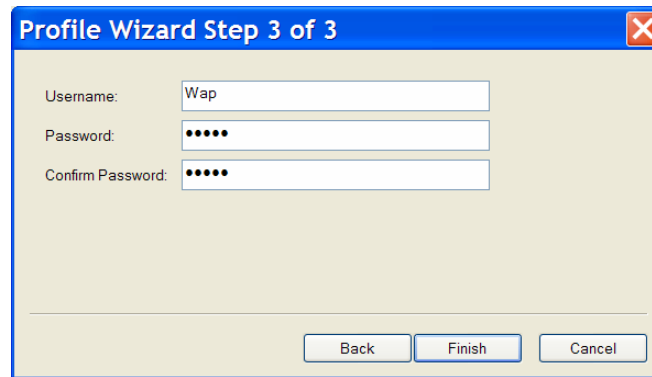 Profile Wizard Step 3 of 3
Username: Wap
Password: •••••
Confirm Password: •••••
Back Finish Cancel